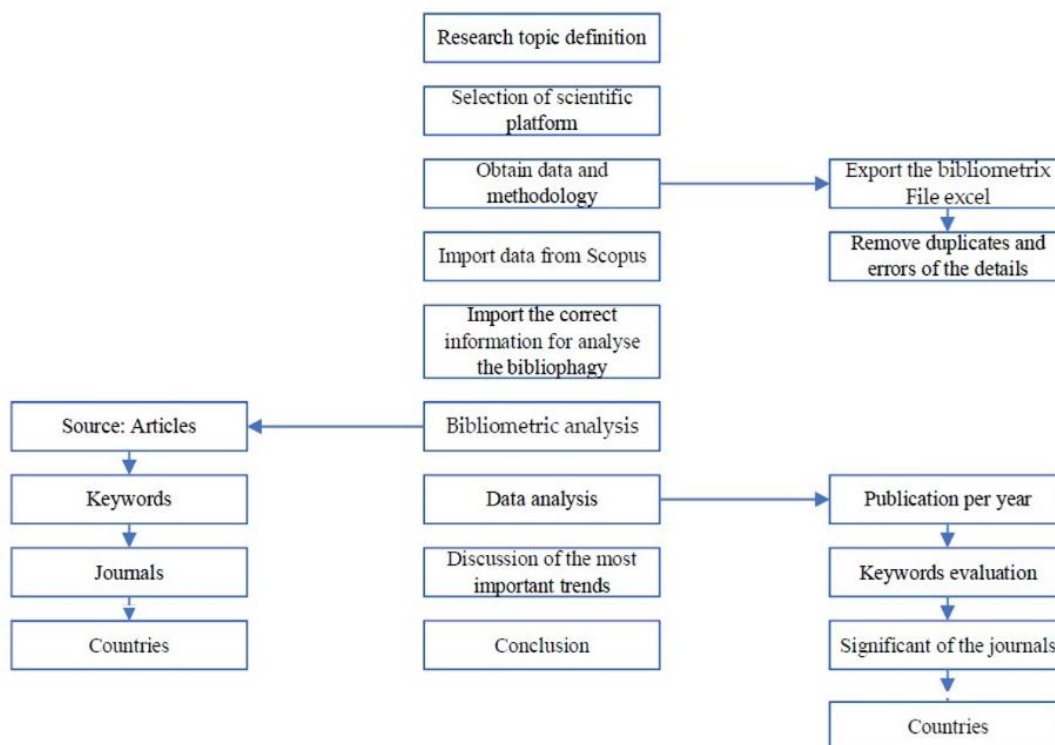 Research topic definition
Selection of scientific
platform
Obtain data and
methodology
Export the bibliometrix
File excel
Import data from Scopus
Remove duplicates and
errors of the details
Import the correct
information for analyse
the bibliophagy
Source: Articles
Bibliometric analysis
Keywords
Data analysis
Publication per year
Journals
Discussion of the most
important trends
Keywords evaluation
Countries
Conclusion
Significant of the journals
Countries